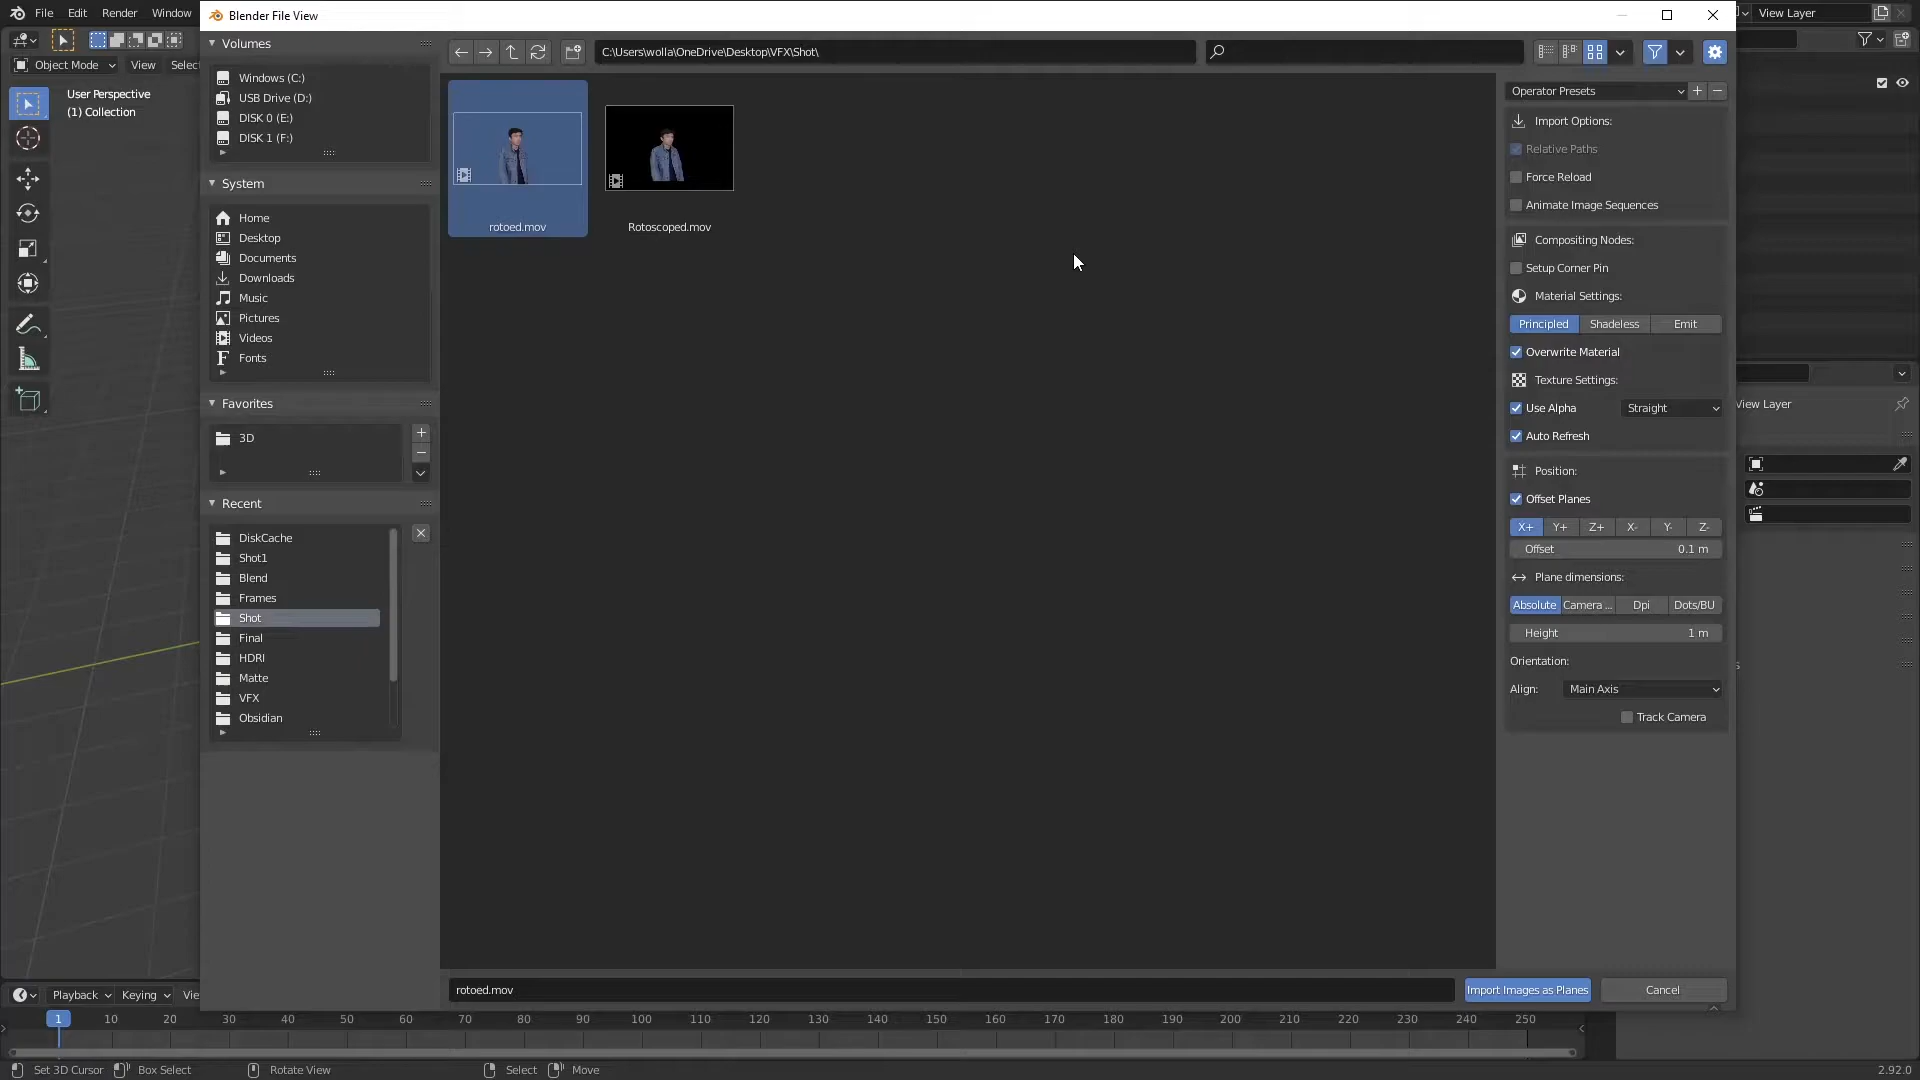 File Edit Render Window
Blender File View
View Layer
Object Mode View Select
User Perspective
(1) Collection
Volumes
Windows (C:)
USB Drive (D:)
DISK 0 (E:)
DISK 1 (F:)
System
Home
Desktop
Documents
Downloads
Music
Pictures
Videos
Fonts
Favorites
3D
Recent
DiskCache
Shot1
Blend
Frames
Shot
Final
HDRI
Matte
VFX
Obsidian
C:\Users\wolla\OneDrive\Desktop\VFX\Shot\
rotoed.mov
Rotoscoped.mov
Operator Presets
Import Options:
Relative Paths
Force Reload
Animate Image Sequences
Compositing Nodes:
Setup Corner Pin
Material Settings:
Principled Shadeless Emit
Overwrite Material
Texture Settings:
Use Alpha Straight
Auto Refresh
Position:
Offset Planes
X+ Y+ Z+ X- Y- Z-
Offset 0.1 m
Plane dimensions:
Absolute Camera ... Dpi Dots/BU
Height 1 m
Orientation:
Align: Main Axis
Track Camera
View Layer
rotoed.mov
Import Images as Planes Cancel
Playback Keying Vie
1 10 20 30 40 50 60 70 80 90 100 110 120 130 140 150 160 170 180 190 200 210 220 230 240 250
Set 3D Cursor Box Select Rotate View Select Move 2.92.0